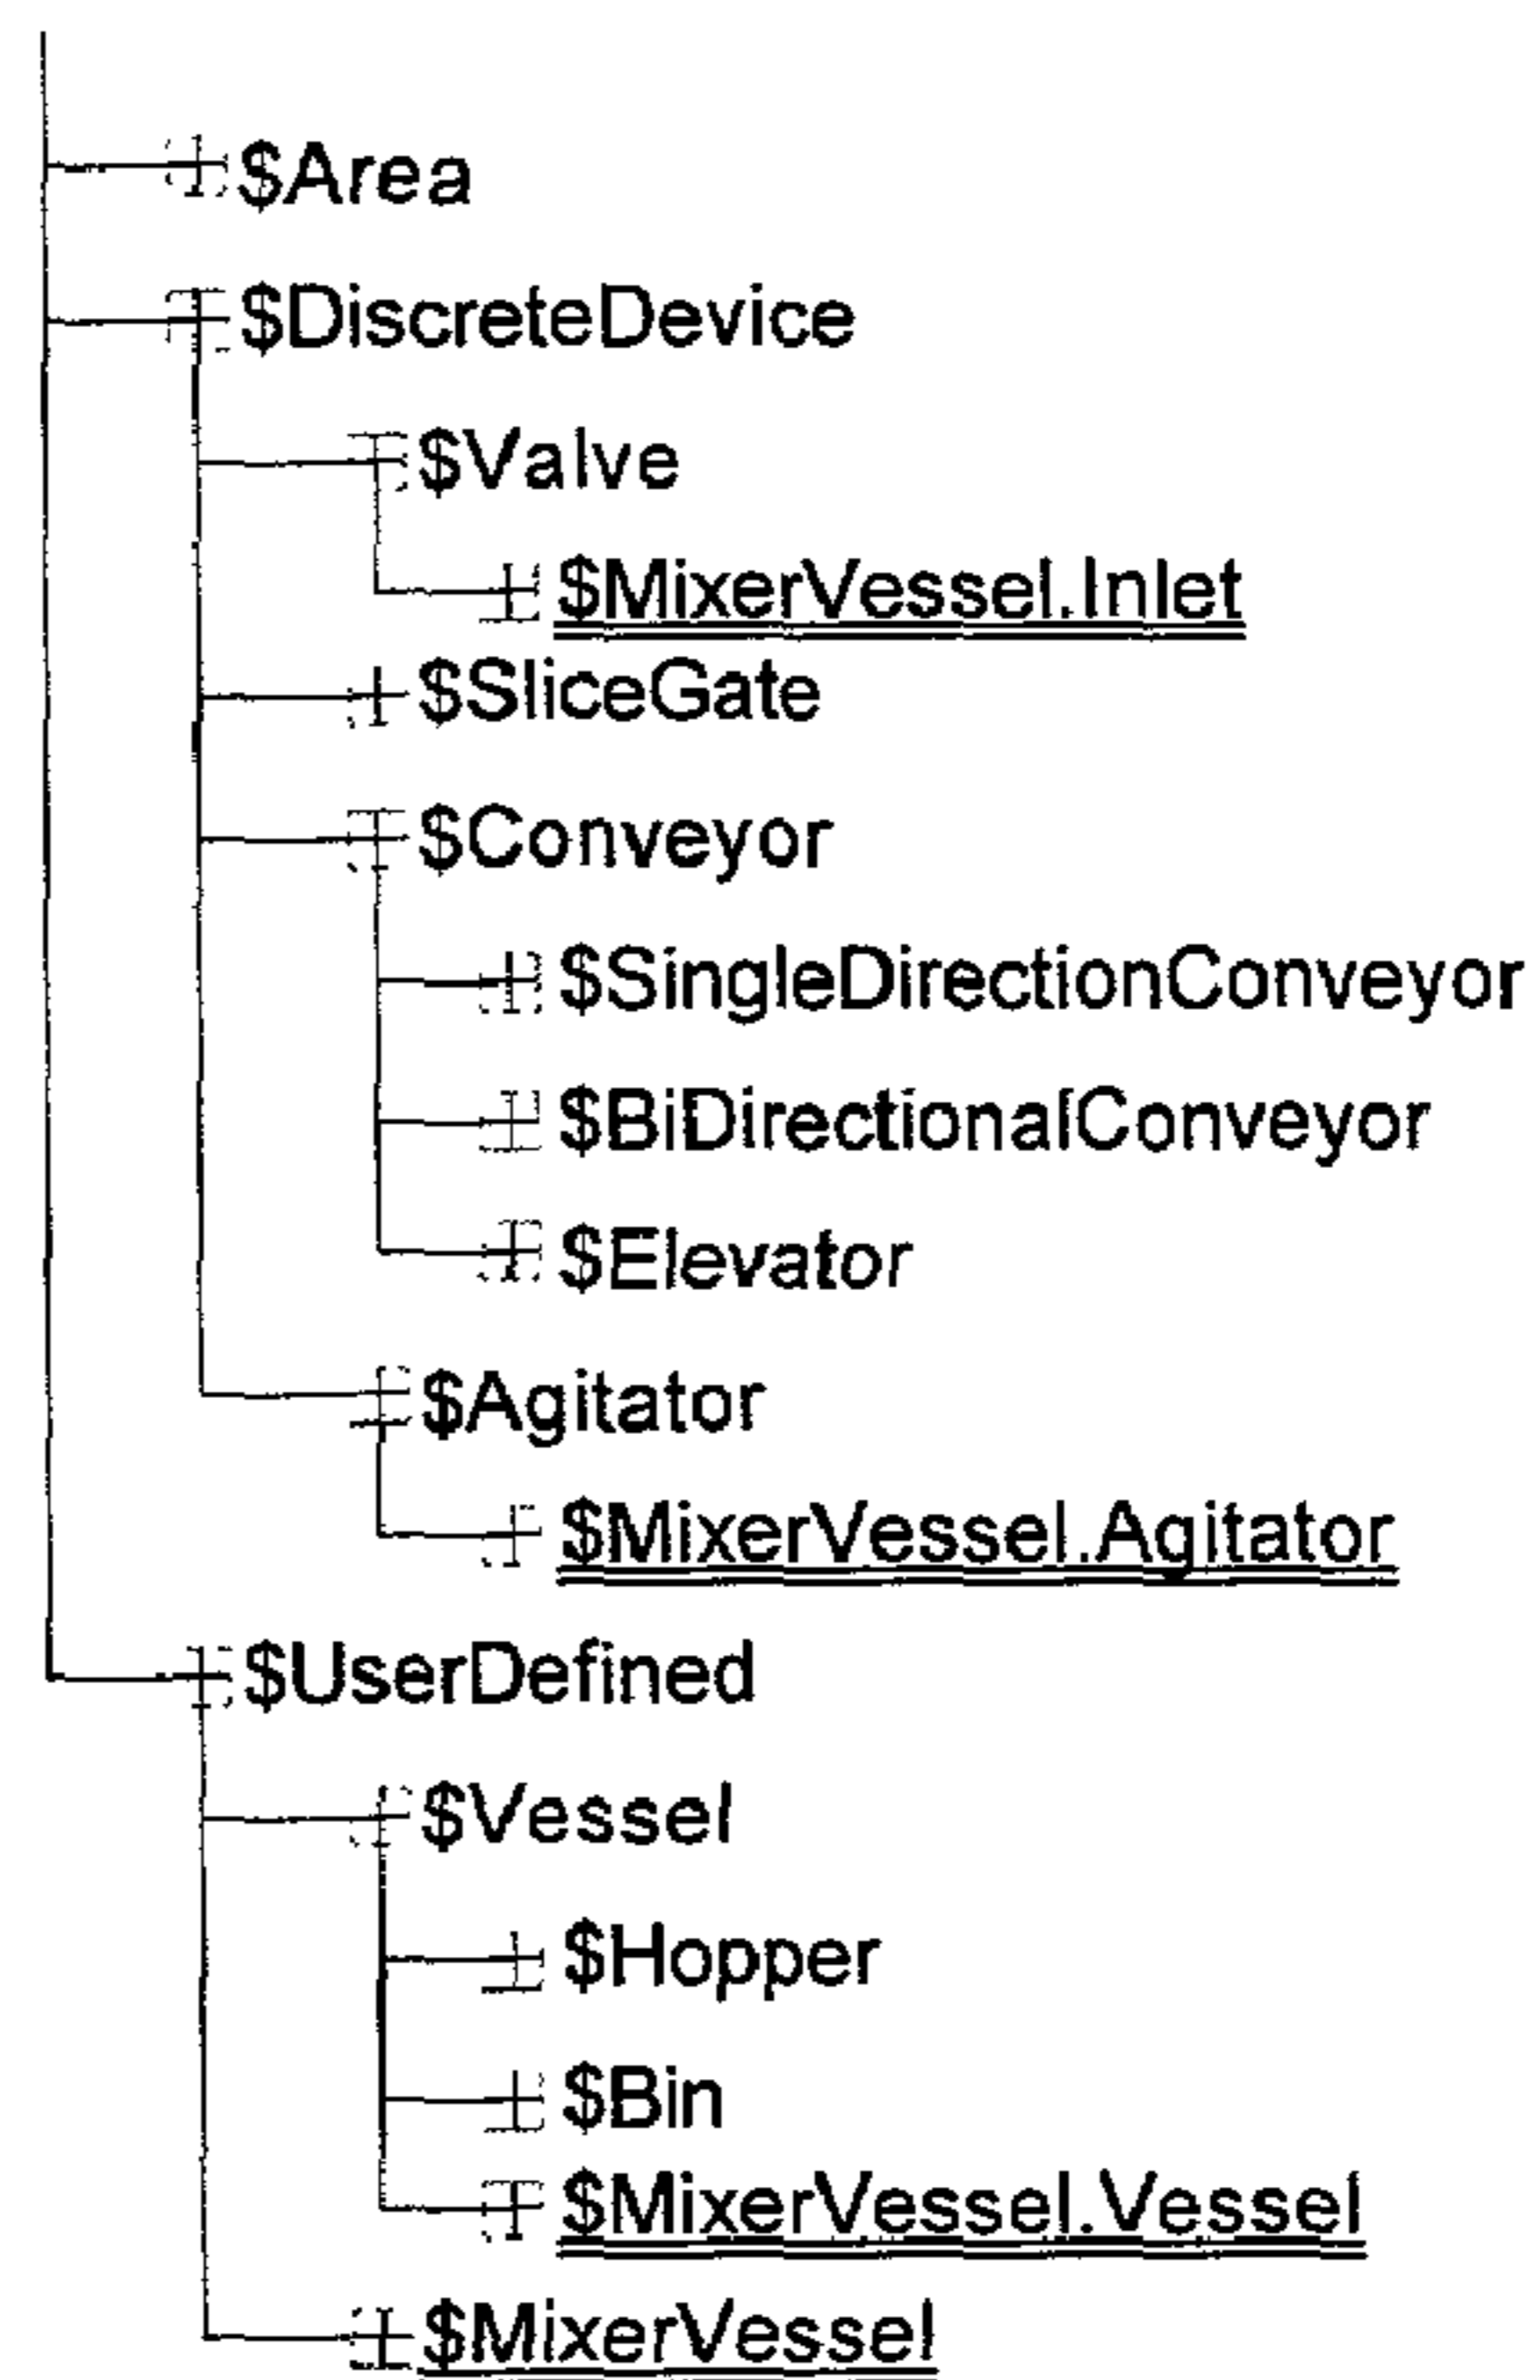 $Area
$DiscreteDevice
$Valve
$MixerVessel.Inlet
$SliceGate
$Conveyor
$SingleDirectionConveyor
$BiDirectionalConveyor
$Elevator
$Agitator
$MixerVessel.Agitator
$UserDefined
$Vessel
$Hopper
$Bin
$MixerVessel.Vessel
$MixerVessel